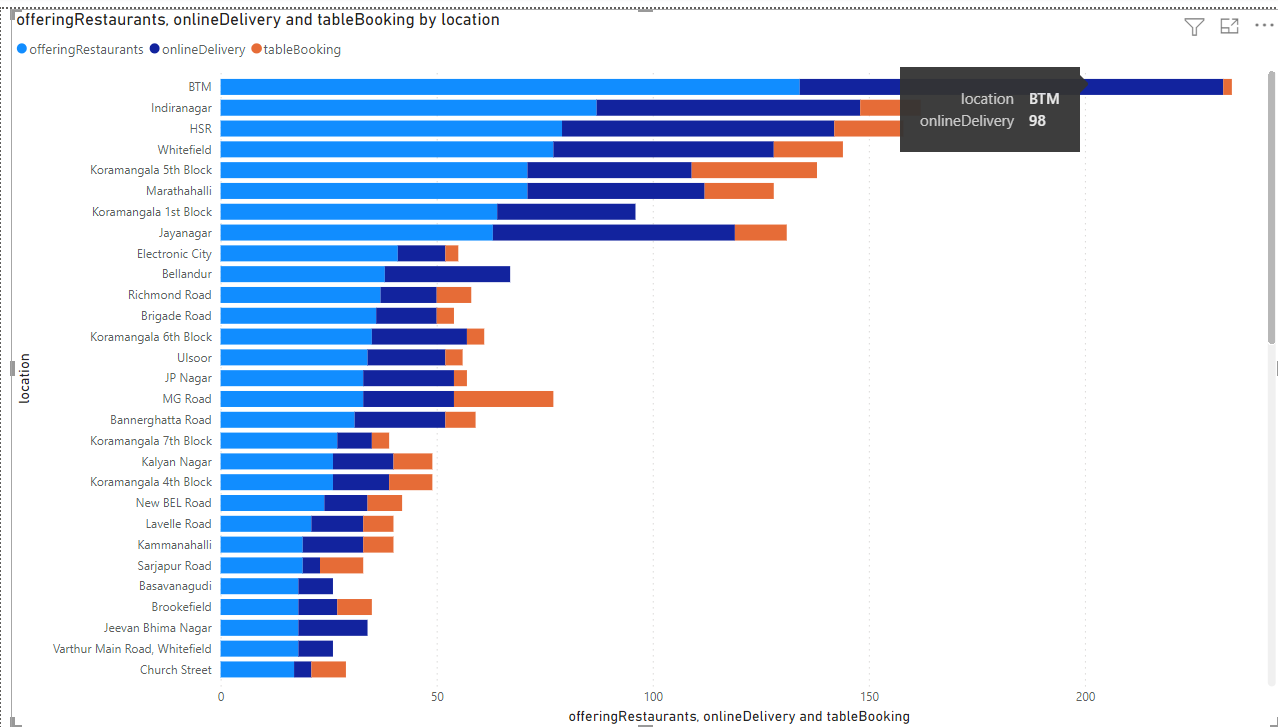 offeringRestaurants, onlineDelivery and tableBooking by location
offeringRestaurants onlineDelivery tableBooking
location BTM
onlineDelivery 98
BTM
Indiranagar
HSR
Whitefield
Koramangala 5th Block
Marathahalli
Koramangala 1st Block
Jayanagar
Electronic City
Bellandur
Richmond Road
Brigade Road
Koramangala 6th Block
Ulsoor
JP Nagar
MG Road
Bannerghatta Road
Koramangala 7th Block
Kalyan Nagar
Koramangala 4th Block
New BEL Road
Lavelle Road
Kammanahalli
Sarjapur Road
Basavanagudi
Brookefield
Jeevan Bhima Nagar
Varthur Main Road, Whitefield
Church Street
location
0 50 100 150 200
offeringRestaurants, onlineDelivery and tableBooking